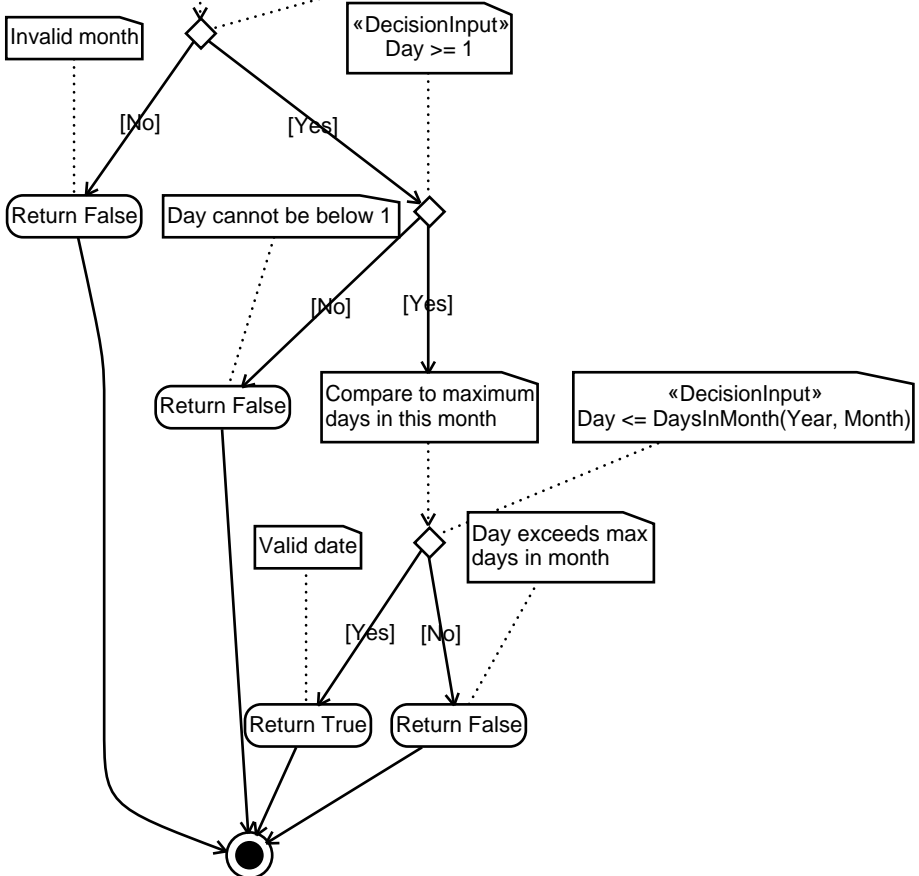 Invalid month
«DecisionInput»
Day >= 1
[No]
[Yes]
Return False
Day cannot be below 1
[No]
[Yes]
Return False
Compare to maximum
days in this month
«DecisionInput»
Day <= DaysInMonth(Year, Month)
Valid date
Day exceeds max
days in month
[Yes]
[No]
Return True
Return False